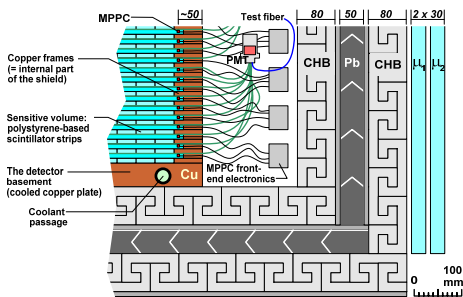 MPPC
~50
Test fiber
80
50
80
2 x 30
Copper frames
(= internal part
of the shield)
PMT
CHB
Pb
CHB
μ1
μ2
Sensitive volume:
polystyrene-based
scintillator strips
The detector
basement
(cooled copper plate)
Cu
MPPC front-
end electronics
Coolant
passage
0
100
mm